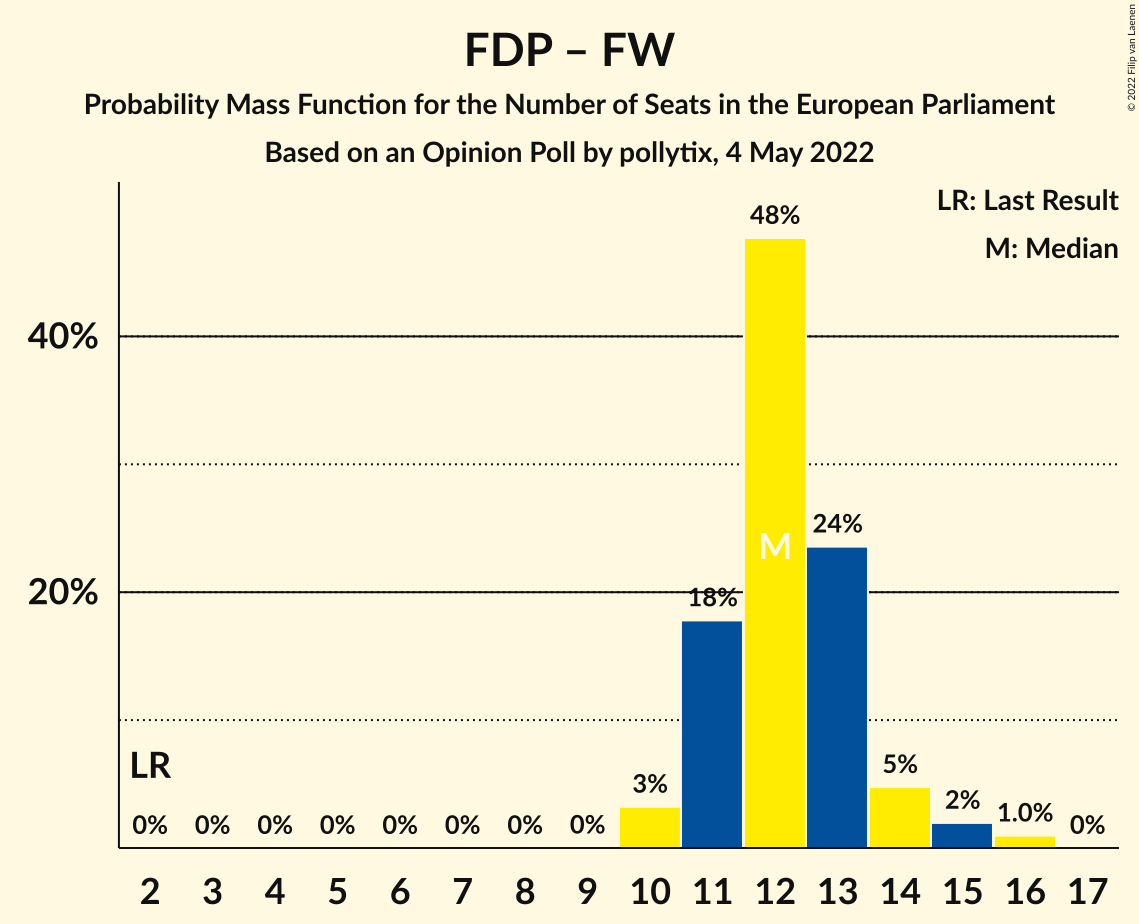 FDP – FW
Probability Mass Function for the Number of Seats in the European Parliament
Based on an Opinion Poll by pollytix, 4 May 2022
© 2022 Filip van Laenen
LR: Last Result
M: Median
48%
40%
M
24%
20%
18%
LR
5%
3%
2%
1.0%
0% 0% 0% 0% 0% 0% 0% 0% 0%
2 3 4 5 6 7 8 9 10 11 12 13 14 15 16 17